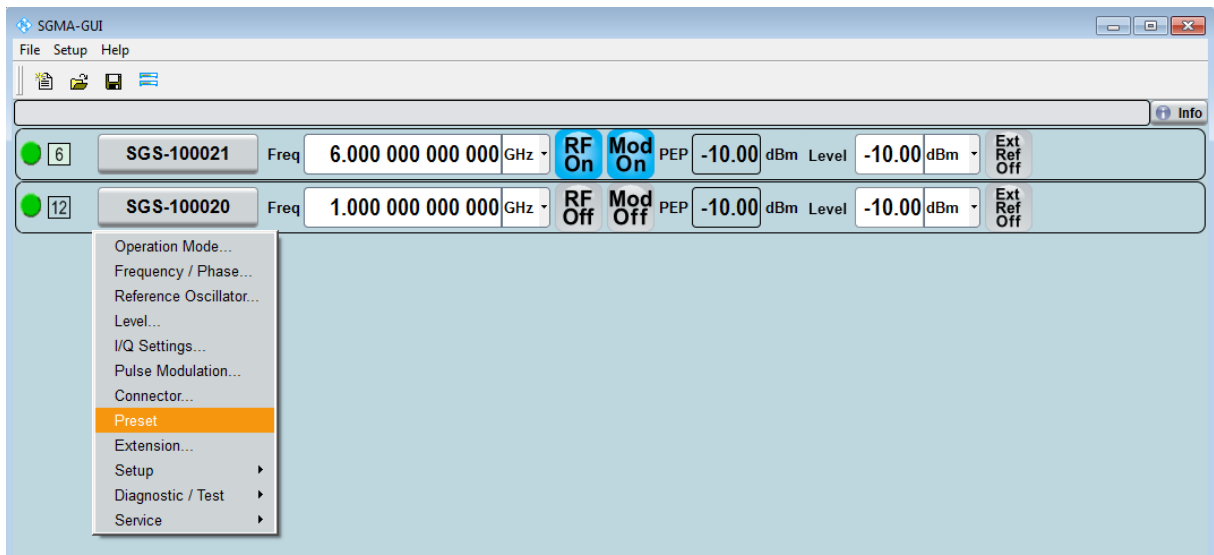 SGMA-GUI
File Setup Help
Info
6 SGS-100021 Freq 6.000 000 000 000 GHz RF On Mod On PEP -10.00 dBm Level -10.00 dBm Ext Ref Off
12 SGS-100020 Freq 1.000 000 000 000 GHz RF Off Mod Off PEP -10.00 dBm Level -10.00 dBm Ext Ref Off
Operation Mode...
Frequency / Phase...
Reference Oscillator...
Level...
I/Q Settings...
Pulse Modulation...
Connector...
Preset
Extension...
Setup
Diagnostic / Test
Service